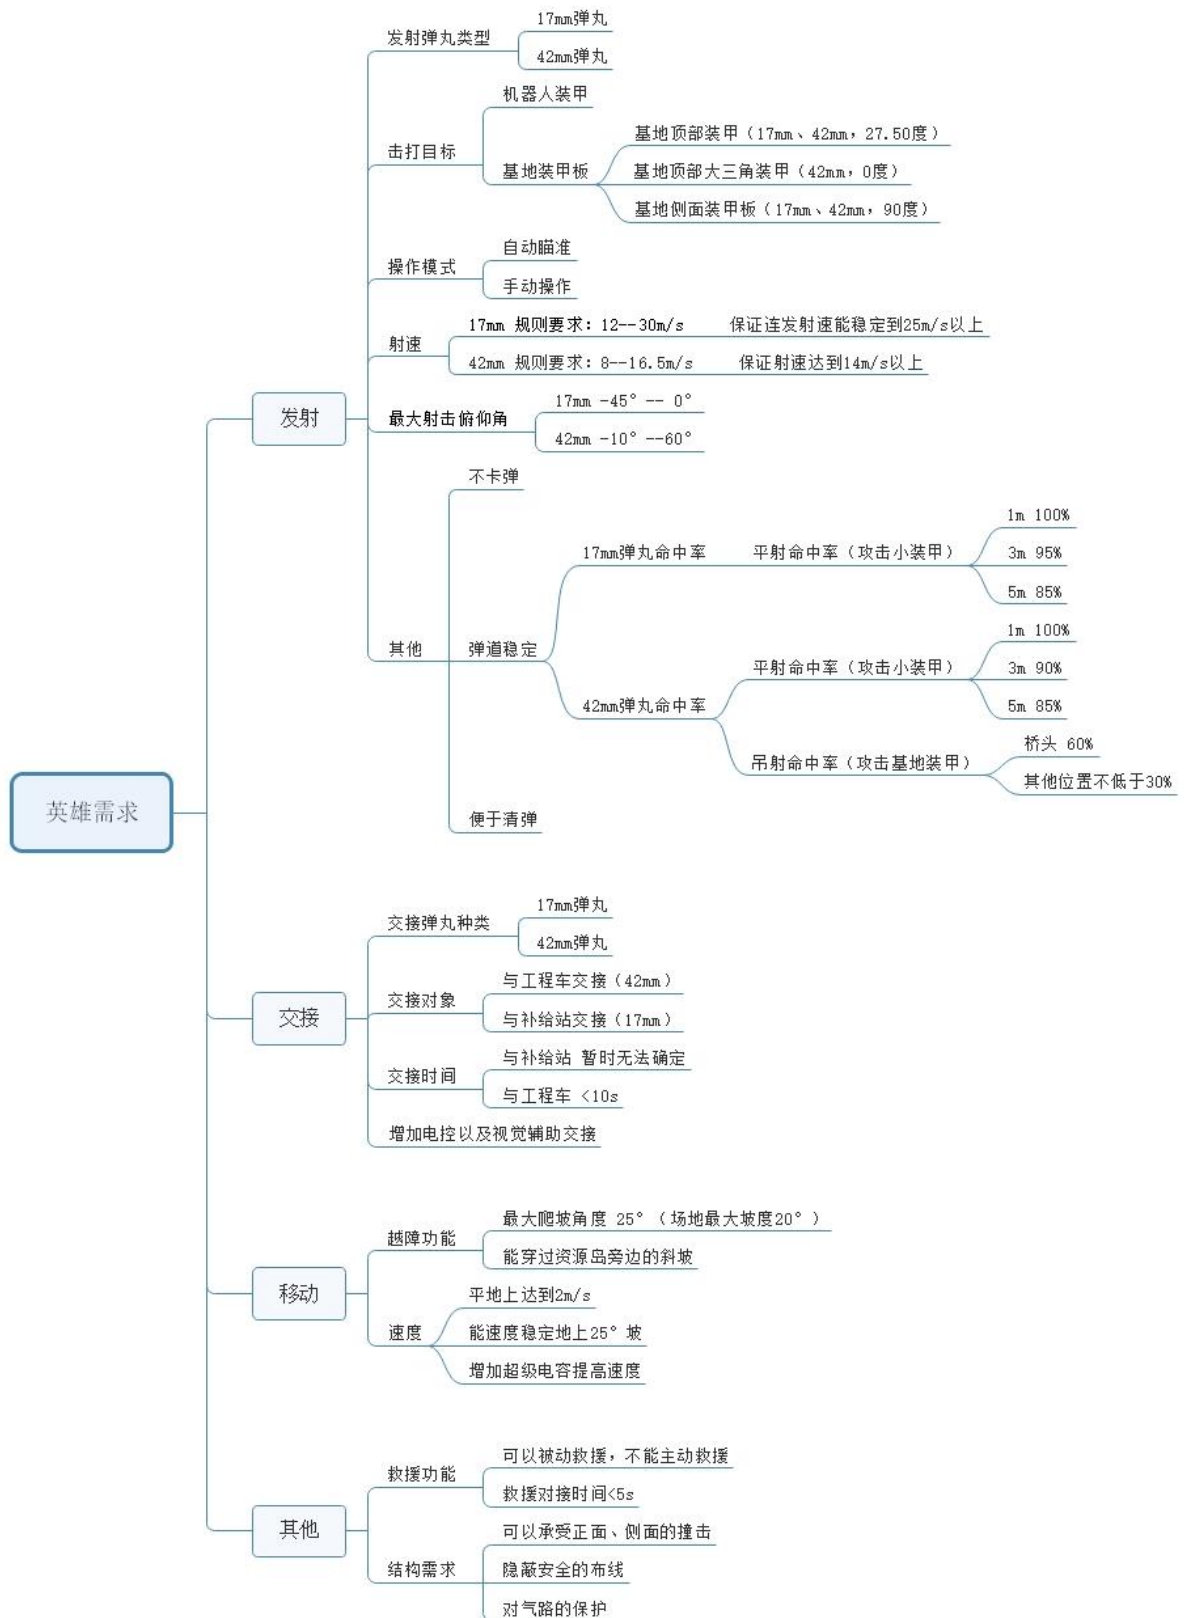 英雄需求
发射
发射弹丸类型
17mm弹丸
42mm弹丸
击打目标
机器人装甲
基地装甲板
基地顶部装甲（17mm、42mm，27.50度）
基地顶部大三角装甲（42mm，0度）
基地侧面装甲板（17mm、42mm，90度）
操作模式
自动瞄准
手动操作
射速
17mm 规则要求：12--30m/s 保证连发射速能稳定到25m/s以上
42mm 规则要求：8--16.5m/s 保证射速达到14m/s以上
最大射击俯仰角
17mm -45° -- 0°
42mm -10° --60°
其他
不卡弹
弹道稳定
17mm弹丸命中率
平射命中率（攻击小装甲）
1m 100%
3m 95%
5m 85%
42mm弹丸命中率
平射命中率（攻击小装甲）
1m 100%
3m 90%
5m 85%
吊射命中率（攻击基地装甲）
桥头 60%
其他位置不低于30%
便于清弹
交接
交接弹丸种类
17mm弹丸
42mm弹丸
交接对象
与工程车交接（42mm）
与补给站交接（17mm）
交接时间
与补给站 暂时无法确定
与工程车 <10s
增加电控以及视觉辅助交接
移动
越障功能
最大爬坡角度 25°（场地最大坡度20°）
能穿过资源岛旁边的斜坡
速度
平地上达到2m/s
能速度稳定地上25°坡
增加超级电容提高速度
其他
救援功能
可以被动救援，不能主动救援
救援对接时间<5s
结构需求
可以承受正面、侧面的撞击
隐蔽安全的布线
对气路的保护